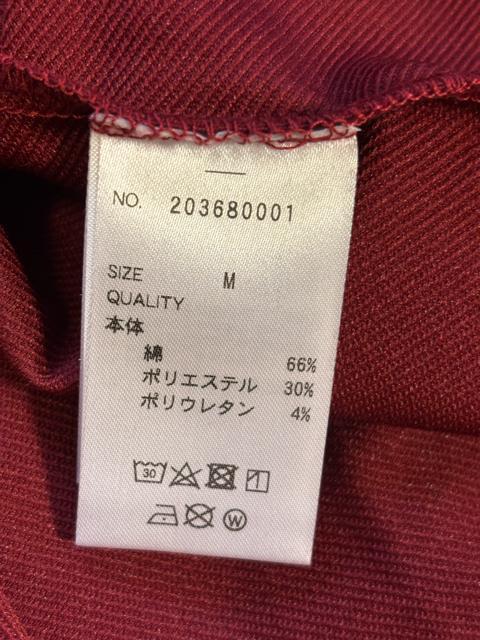 NO. 203680001
SIZE M
QUALITY
本体
綿 66%
ポリエステル 30%
ポリウレタン 4%
30
W